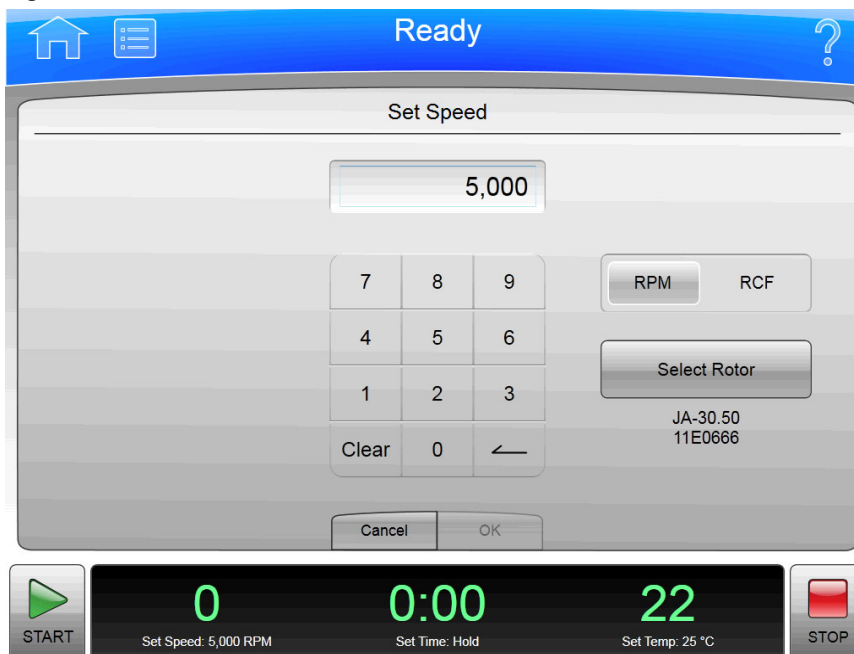 Ready
?
Set Speed
5,000
7 8 9
RPM RCF
4 5 6
Select Rotor
1 2 3
JA-30.50
11E0666
Clear 0
Cancel OK
0 0:00 22
START Set Speed: 5,000 RPM Set Time: Hold Set Temp: 25 °C STOP